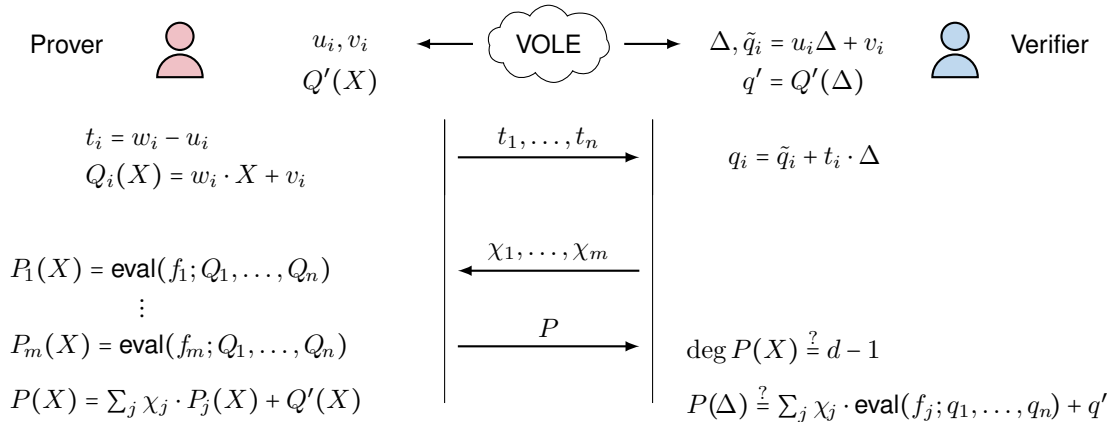 Prover u_i, v_i VOLE Δ, q̃_i = u_iΔ + v_i Verifier
Q′(X) q′ = Q′(Δ)
t_i = w_i − u_i t_1, …, t_n q_i = q̃_i + t_i · Δ
Q_i(X) = w_i · X + v_i
χ_1, …, χ_m
P_1(X) = eval(f_1; Q_1, …, Q_n)
⋮
P_m(X) = eval(f_m; Q_1, …, Q_n) P deg P(X) ≟ d − 1
P(X) = ∑_j χ_j · P_j(X) + Q′(X) P(Δ) ≟ ∑_j χ_j · eval(f_j; q_1, …, q_n) + q′